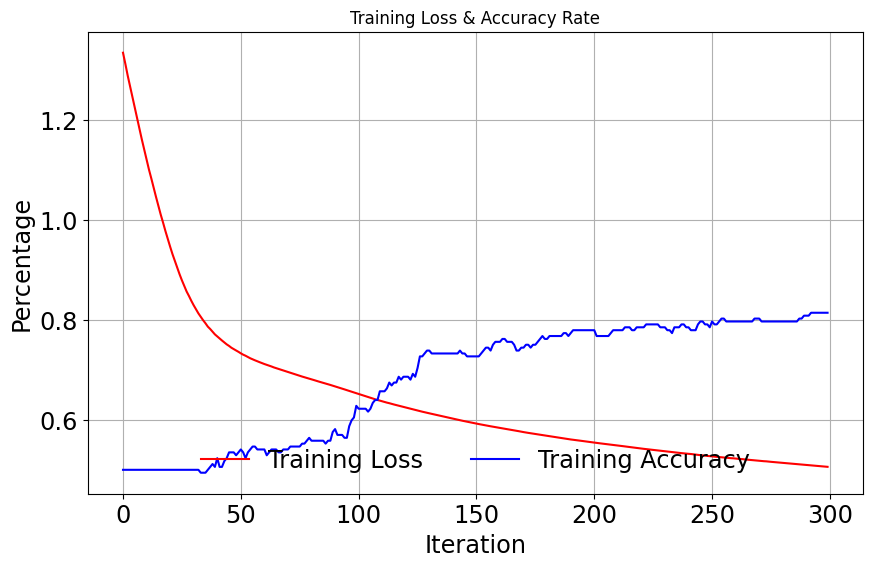 Training Loss & Accuracy Rate
1.2
1.0
0.8
0.6
Percentage
Training Loss Training Accuracy
0 50 100 150 200 250 300
Iteration